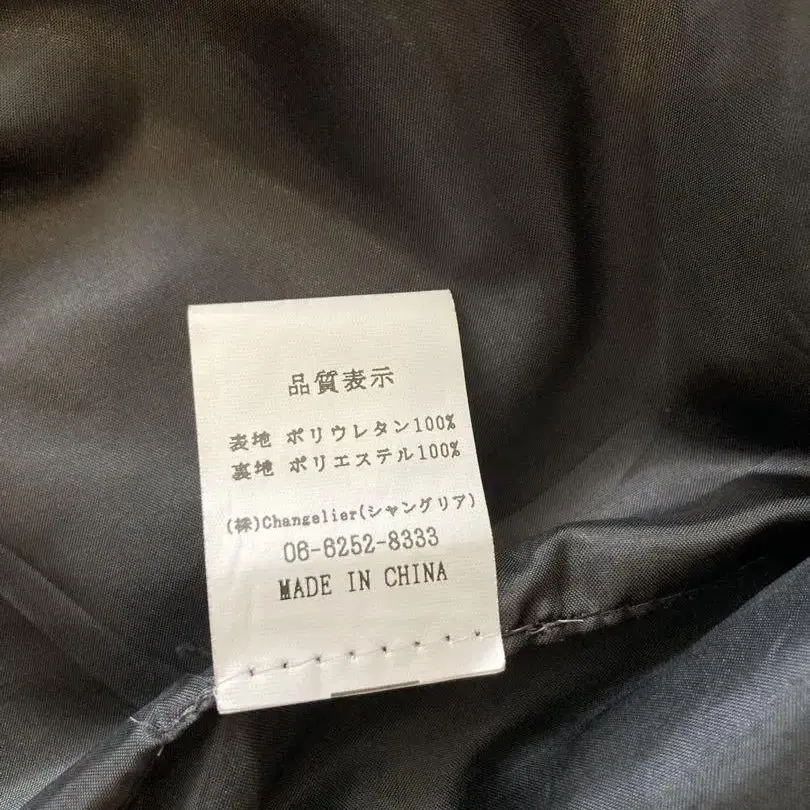 品質表示
表地 ポリウレタン100%
裏地 ポリエステル100%
(株)Changelier(シャングリア)
06-6252-8333
MADE IN CHINA